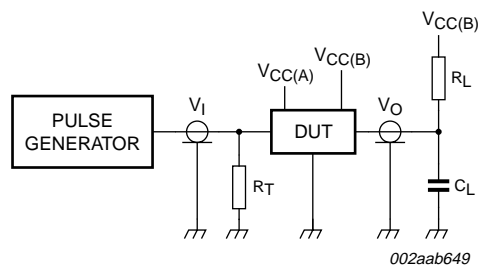 VCC(B)
VCC(B)
VCC(A)
RL
VI
VO
PULSE
GENERATOR
DUT
RT
CL
002aab649